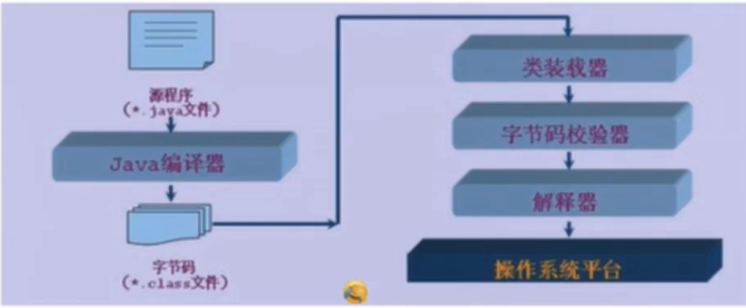 源程序
(*.java文件)
Java编译器
字节码
(*.class文件)
类装载器
字节码校验器
解释器
操作系统平台